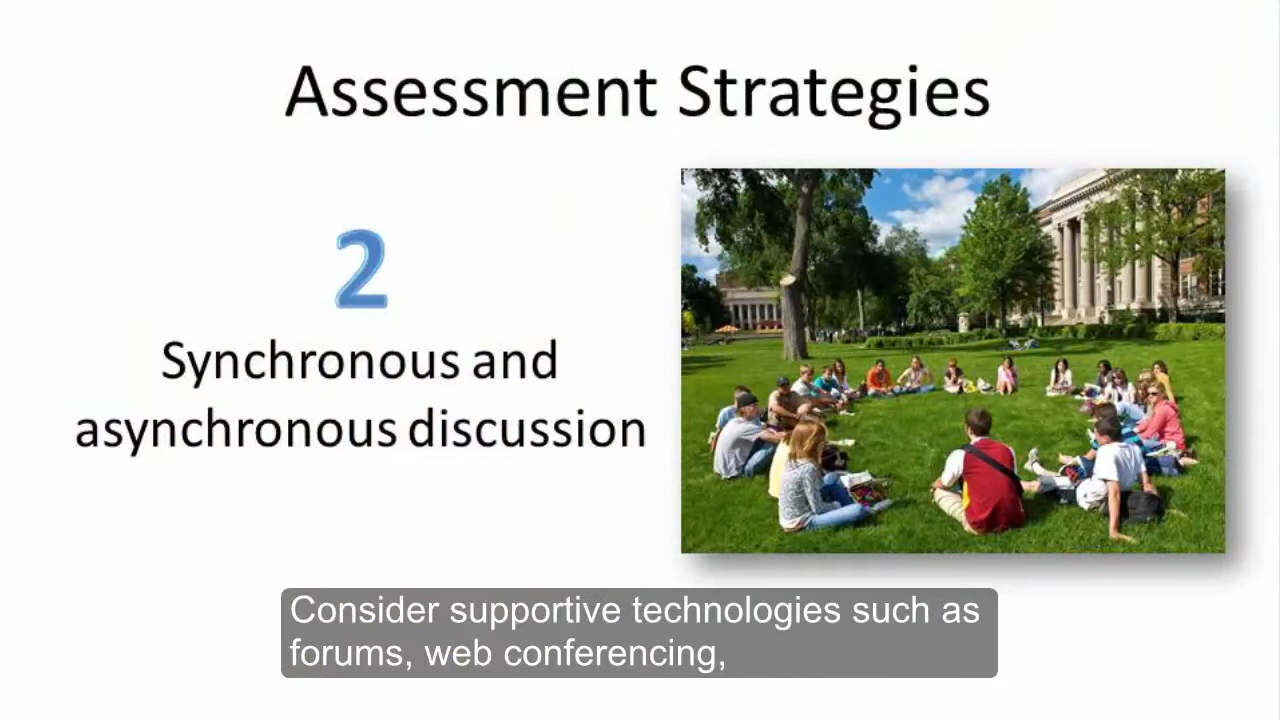 Assessment Strategies
2
Synchronous and
asynchronous discussion
Consider supportive technologies such as
forums, web conferencing,